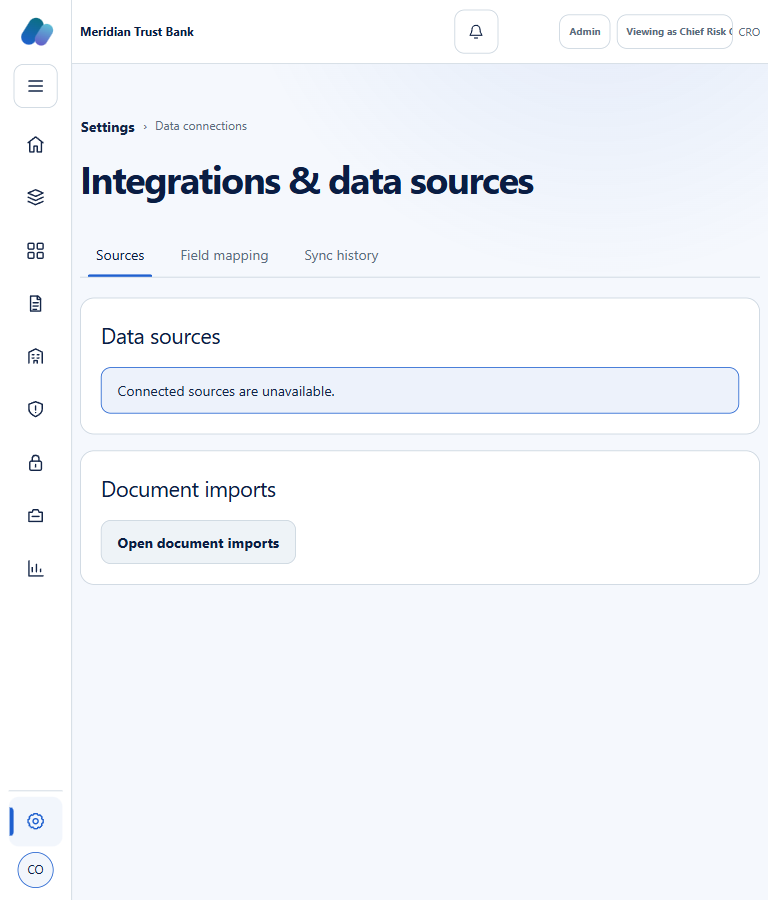 Meridian Trust Bank
Admin
Viewing as Chief Risk
CRO
Settings › Data connections
Integrations & data sources
Sources
Field mapping
Sync history
Data sources
Connected sources are unavailable.
Document imports
Open document imports
CO